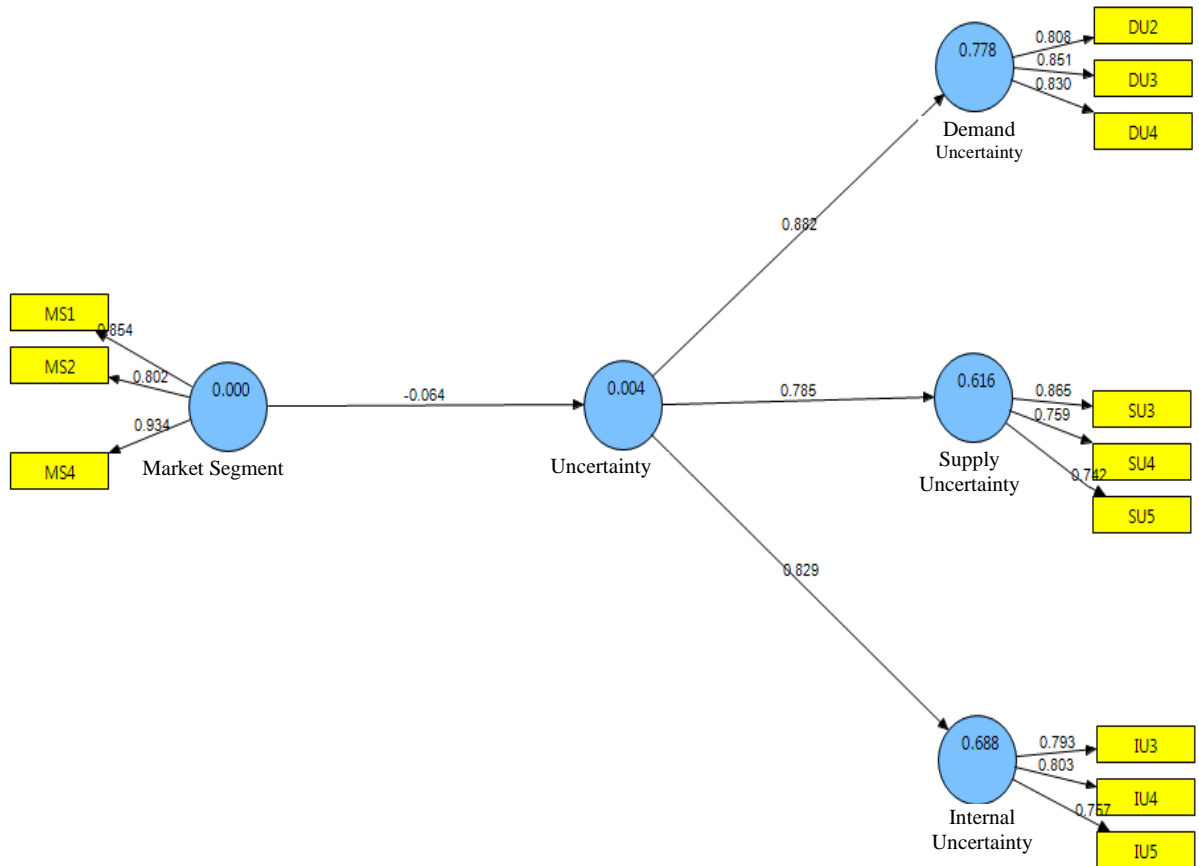 0.808
DU2
0.778
0.851
DU3
0.830
DU4
Demand
Uncertainty
0.882
MS1
0.854
MS2
0.802
0.000
-0.064
0.004
0.785
0.616
0.865
SU3
0.759
SU4
0.934
MS4
Market Segment
Uncertainty
Supply
Uncertainty
0.742
SU5
0.829
0.688
0.793
IU3
0.803
IU4
0.757
Internal
Uncertainty
IU5